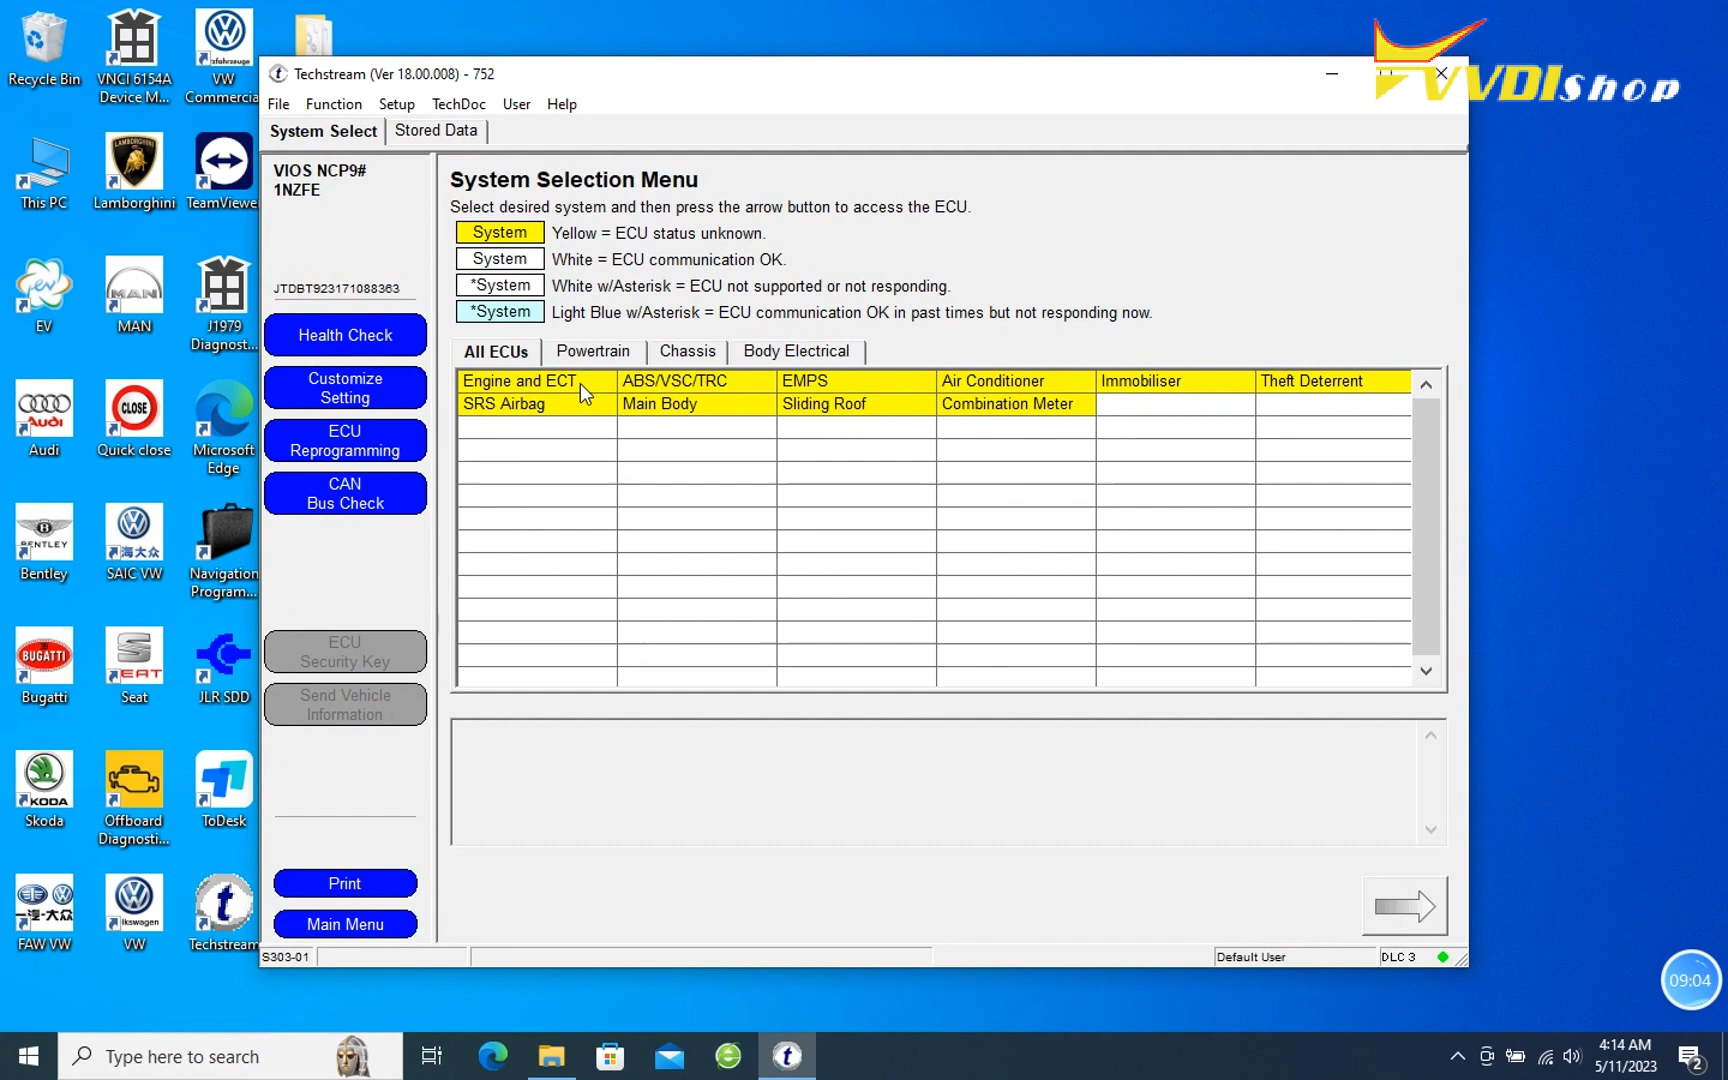 Recycle Bin
VNCI 6154A
Device M...
VW
Commercia
This PC
Lamborghini
TeamViewe
EV
MAN
J1979
Diagnost...
Audi
CLOSE
Quick close
Microsoft
Edge
BENTLEY
Bentley
SAIC VW
Navigation
Program...
BUGATTI
Bugatti
SEAT
Seat
JLR SDD
ŠKODA
Skoda
Offboard
Diagnosti...
ToDesk
FAW VW
VW
Techstream
VVDIshop
Techstream (Ver 18.00.008) - 752
File Function Setup TechDoc User Help
System Select Stored Data
VIOS NCP9#
1NZFE
JTDBT923171088363
Health Check
Customize
Setting
ECU
Reprogramming
CAN
Bus Check
ECU
Security Key
Send Vehicle
Information
Print
Main Menu
System Selection Menu
Select desired system and then press the arrow button to access the ECU.
System Yellow = ECU status unknown.
System White = ECU communication OK.
*System White w/Asterisk = ECU not supported or not responding.
*System Light Blue w/Asterisk = ECU communication OK in past times but not responding now.
All ECUs Powertrain Chassis Body Electrical
Engine and ECT ABS/VSC/TRC EMPS Air Conditioner Immobiliser Theft Deterrent
SRS Airbag Main Body Sliding Roof Combination Meter
S303-01 Default User DLC 3
09:04
Type here to search
4:14 AM
5/11/2023
2